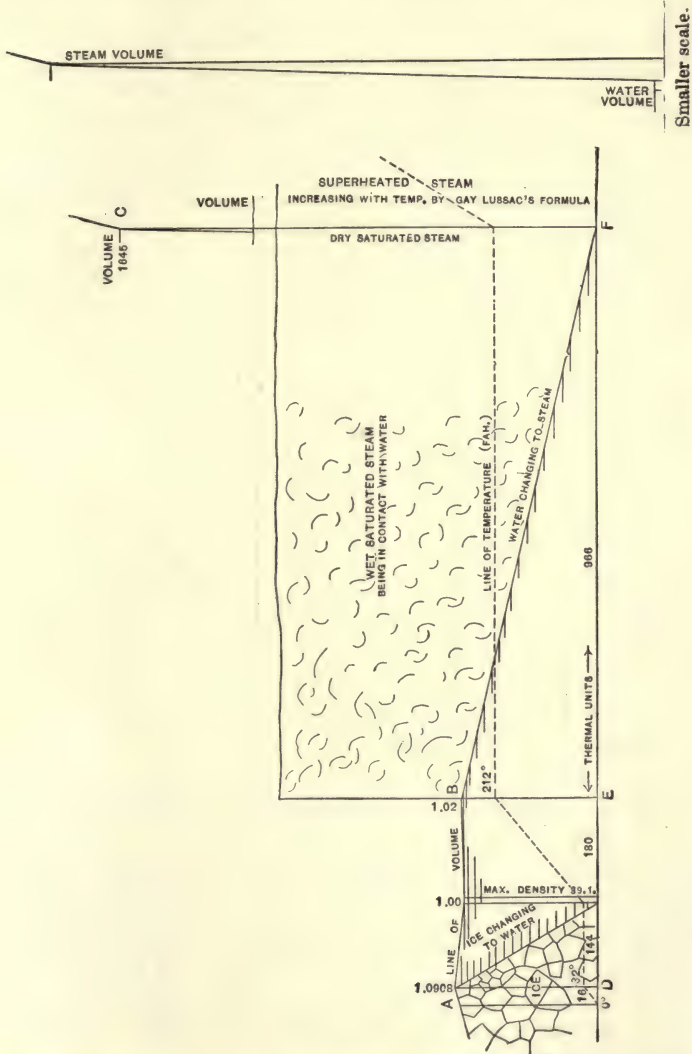 STEAM VOLUME
WATER
VOLUME
Smaller scale.
VOLUME
1645
C
VOLUME
SUPERHEATED STEAM
INCREASING WITH TEMP. BY GAY LUSSAC'S FORMULA
DRY SATURATED STEAM
F
WET SATURATED STEAM
BEING IN CONTACT WITH WATER
LINE OF TEMPERATURE (FAH.)
WATER CHANGING TO STEAM
966
← THERMAL UNITS →
212°
B
1.02
E
LINE OF VOLUME
180
1.00
MAX. DENSITY 39.1.
ICE CHANGING
TO WATER
144
1.0908
A
ICE
32°
16
D
0°